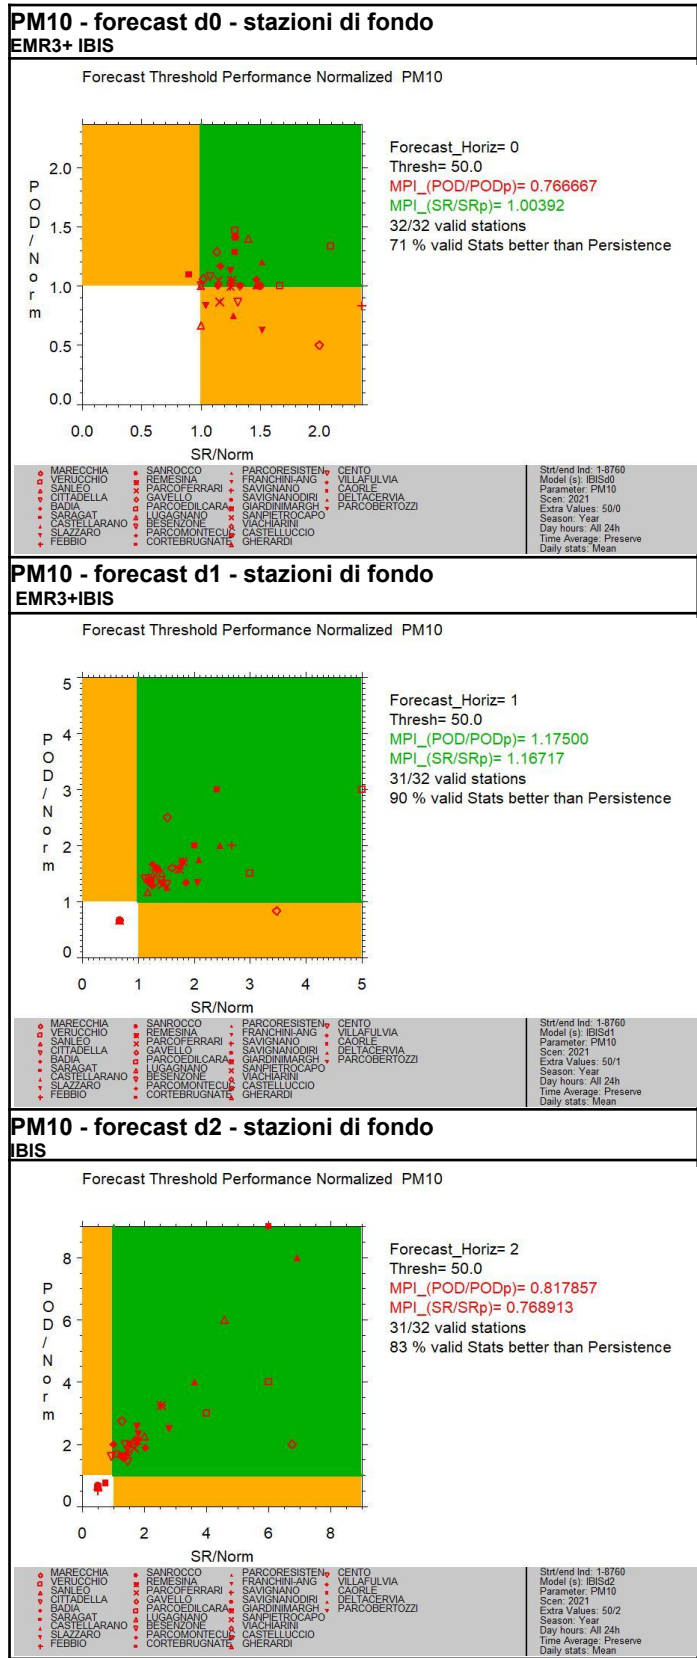 PM10 - forecast d0 - stazioni di fondo
EMR3+ IBIS
Forecast Threshold Performance Normalized PM10
2.0
1.5
1.0
0.5
0.0
POD/Norm
0.0 0.5 1.0 1.5 2.0
SR/Norm
Forecast_Horiz= 0
Thresh= 50.0
MPI_(POD/PODp)= 0.766667
MPI_(SR/SRp)= 1.00392
32/32 valid stations
71 % valid Stats better than Persistence
MARECCHIA SANROCCO PARCORESISTEN CENTO
VERUCCHIO REMESINA FRANCHINI-ANG VILLAFULVIA
SANLEO PARCOFERRARI SAVIGNANO CAORLE
CITTADELLA GAVELLO SAVIGNANODIRI DELTACERVIA
BADIA PARCOEDILCARA GIARDINIMARGH PARCOBERTOZZI
SARAGAT LUGAGNANO SANPIETROCAPO
CASTELLARANO BESENZONE VIACHIARINI
SLAZZARO PARCOMONTECUC CASTELLUCCIO
FEBBIO CORTEBRUGNATE GHERARDI
Strt/end Ind: 1-8760
Model (s): IBISd0
Parameter: PM10
Scen: 2021
Extra Values: 50/0
Season: Year
Day hours: All 24h
Time Average: Preserve
Daily stats: Mean
PM10 - forecast d1 - stazioni di fondo
EMR3+IBIS
Forecast Threshold Performance Normalized PM10
5
4
3
2
1
0
POD/Norm
0 1 2 3 4 5
SR/Norm
Forecast_Horiz= 1
Thresh= 50.0
MPI_(POD/PODp)= 1.17500
MPI_(SR/SRp)= 1.16717
31/32 valid stations
90 % valid Stats better than Persistence
MARECCHIA SANROCCO PARCORESISTEN CENTO
VERUCCHIO REMESINA FRANCHINI-ANG VILLAFULVIA
SANLEO PARCOFERRARI SAVIGNANO CAORLE
CITTADELLA GAVELLO SAVIGNANODIRI DELTACERVIA
BADIA PARCOEDILCARA GIARDINIMARGH PARCOBERTOZZI
SARAGAT LUGAGNANO SANPIETROCAPO
CASTELLARANO BESENZONE VIACHIARINI
SLAZZARO PARCOMONTECUC CASTELLUCCIO
FEBBIO CORTEBRUGNATE GHERARDI
Strt/end Ind: 1-8760
Model (s): IBISd1
Parameter: PM10
Scen: 2021
Extra Values: 50/1
Season: Year
Day hours: All 24h
Time Average: Preserve
Daily stats: Mean
PM10 - forecast d2 - stazioni di fondo
IBIS
Forecast Threshold Performance Normalized PM10
8
6
4
2
0
POD/Norm
0 2 4 6 8
SR/Norm
Forecast_Horiz= 2
Thresh= 50.0
MPI_(POD/PODp)= 0.817857
MPI_(SR/SRp)= 0.768913
31/32 valid stations
83 % valid Stats better than Persistence
MARECCHIA SANROCCO PARCORESISTEN CENTO
VERUCCHIO REMESINA FRANCHINI-ANG VILLAFULVIA
SANLEO PARCOFERRARI SAVIGNANO CAORLE
CITTADELLA GAVELLO SAVIGNANODIRI DELTACERVIA
BADIA PARCOEDILCARA GIARDINIMARGH PARCOBERTOZZI
SARAGAT LUGAGNANO SANPIETROCAPO
CASTELLARANO BESENZONE VIACHIARINI
SLAZZARO PARCOMONTECUC CASTELLUCCIO
FEBBIO CORTEBRUGNATE GHERARDI
Strt/end Ind: 1-8760
Model (s): IBISd2
Parameter: PM10
Scen: 2021
Extra Values: 50/2
Season: Year
Day hours: All 24h
Time Average: Preserve
Daily stats: Mean